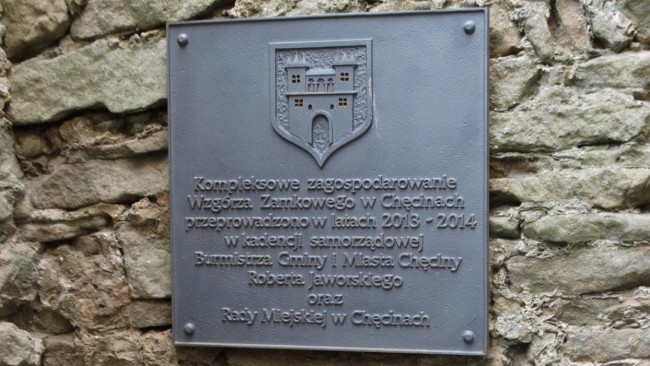 Kompleksowe zagospodarowanie
Wzgórza Zamkowego w Chęcinach
przeprowadzono w latach 2013 - 2014
w kadencji samorządowej
Burmistrza Gminy i Miasta Chęciny
Roberta Jaworskiego
oraz
Rady Miejskiej w Chęcinach